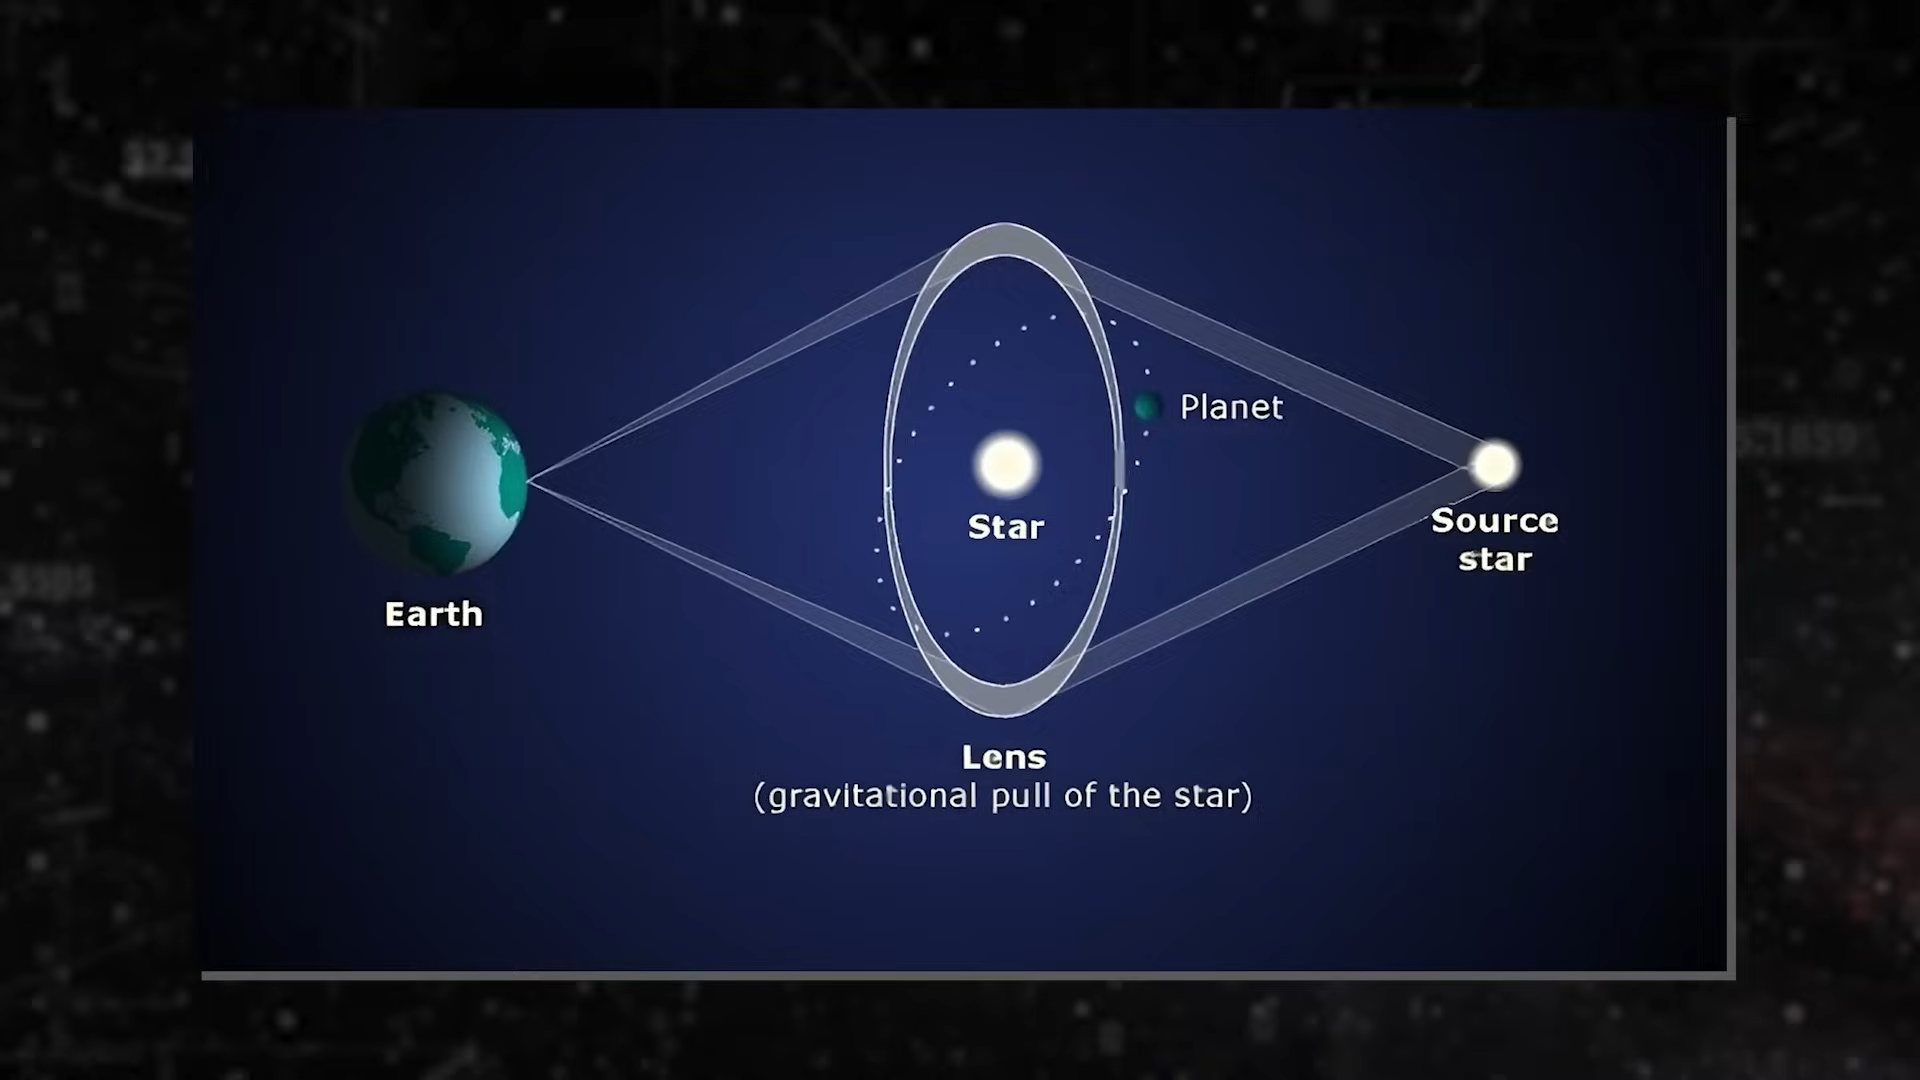 Planet
Star
Source
star
Earth
Lens
(gravitational pull of the star)